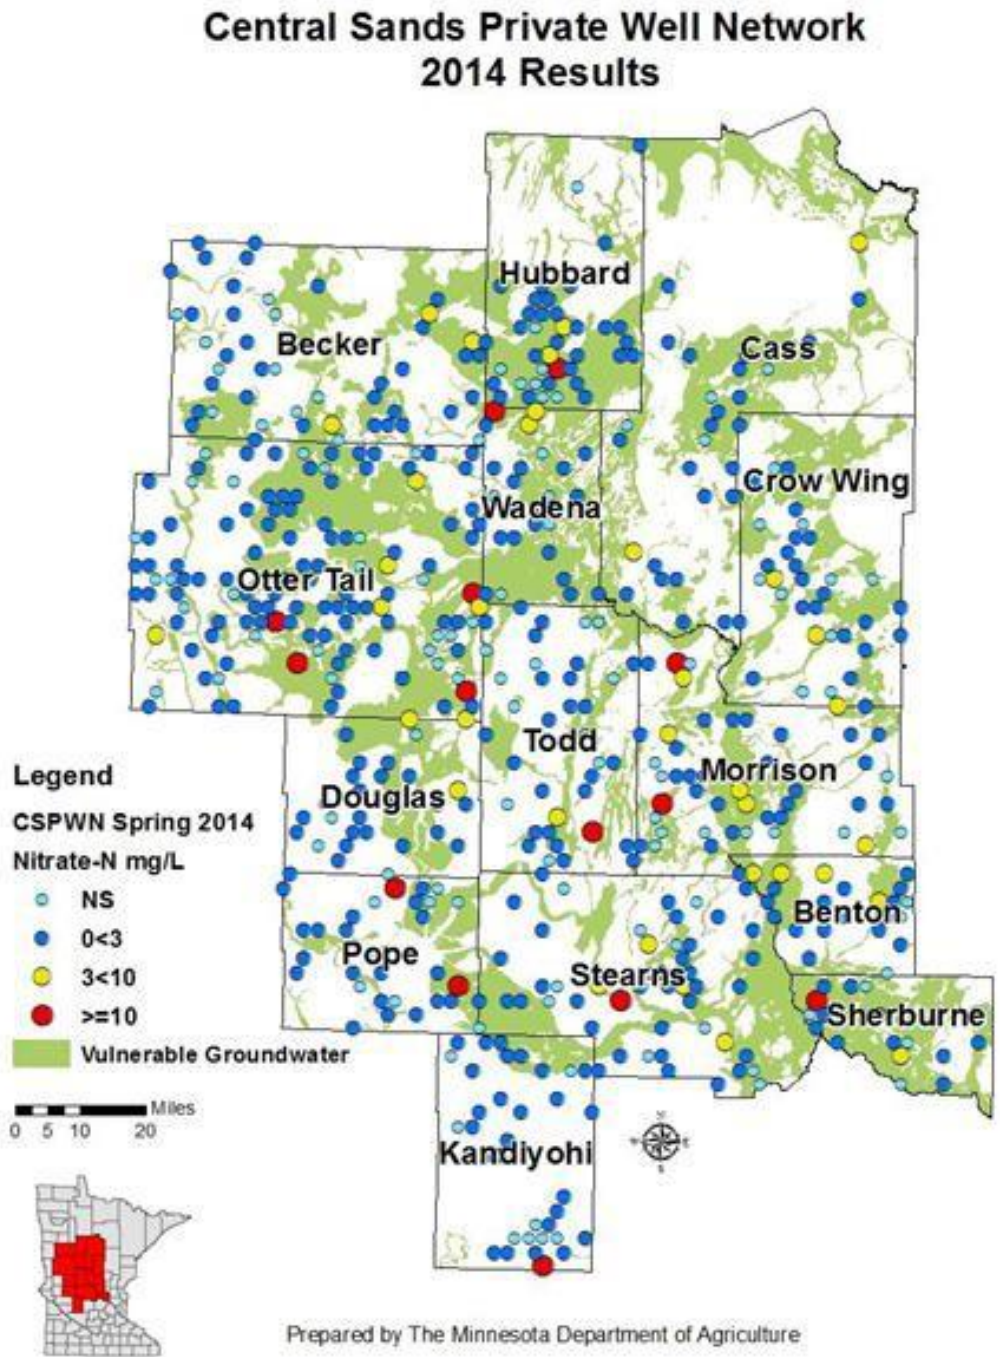 Central Sands Private Well Network
2014 Results
Hubbard
Becker
Cass
Crow Wing
Wadena
Otter Tail
Todd
Morrison
Douglas
Benton
Pope
Stearns
Sherburne
Kandiyohi
Legend
CSPWN Spring 2014
Nitrate-N mg/L
NS
0<3
3<10
>=10
Vulnerable Groundwater
Miles
0 5 10 20
Prepared by The Minnesota Department of Agriculture